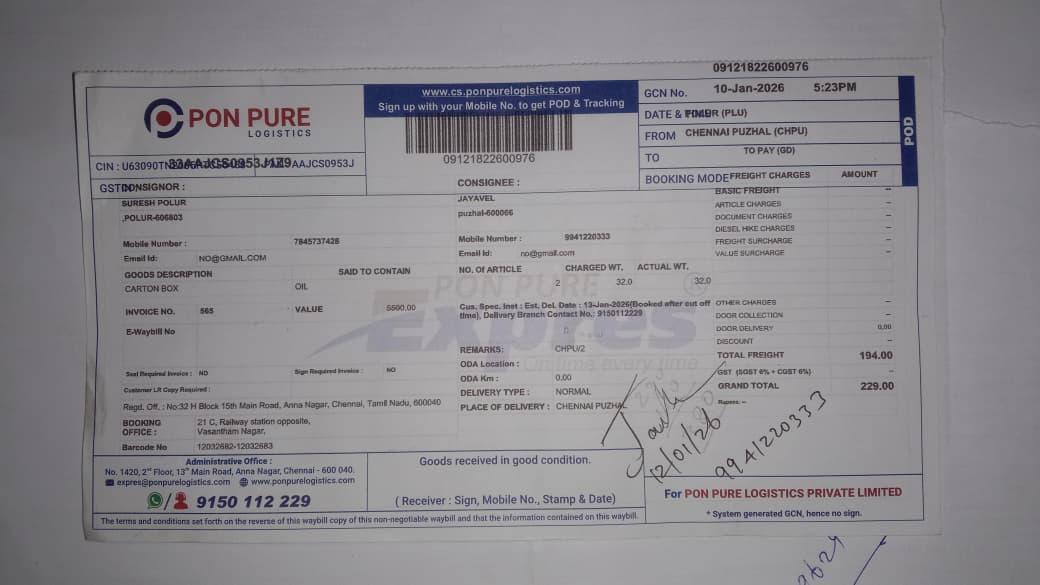 09121822600976
PON PURE
LOGISTICS
www.cs.ponpurelogistics.com
Sign up with your Mobile No. to get POD & Tracking
09121822600976
GCN No. 10-Jan-2026 5:23PM
DATE & (PLU)
FROM CHENNAI PUZHAL (CHPU)
TO TO PAY (GD)
BOOKING MODE
POD
CIN : AAJCS0953J
33AAJCS0953J1Z9
CONSIGNOR :
SURESH POLUR
,POLUR-606803
Mobile Number : 7845737428
Email Id: NO@GMAIL.COM
CONSIGNEE :
JAYAVEL
puzhal-600066
Mobile Number : 9941220333
Email Id: no@gmail.com
FREIGHT CHARGES AMOUNT
BASIC FREIGHT --
ARTICLE CHARGES --
DOCUMENT CHARGES --
DIESEL HIKE CHARGES --
FREIGHT SURCHARGE --
VALUE SURCHARGE --
GOODS DESCRIPTION SAID TO CONTAIN
CARTON BOX OIL
NO. Of ARTICLE CHARGED WT. ACTUAL WT.
2 32.0 32.0
PON PURE
Expres
On time every time
INVOICE NO. 565 VALUE 5500.00
E-Waybill No
Cus. Spec. Inst : Est. Del. Date : 13-Jan-2026(Booked after cut off
time), Delivery Branch Contact No.: 9150112229
OTHER CHARGES --
DOOR COLLECTION --
DOOR DELIVERY 0.00
DISCOUNT --
TOTAL FREIGHT 194.00
GST (SGST 6% + CGST 6%) --
GRAND TOTAL 229.00
Rupees: --
REMARKS: CHPU/2
ODA Location :
ODA Km : 0.00
DELIVERY TYPE : NORMAL
PLACE OF DELIVERY : CHENNAI PUZHAL
Seal Required Invoice : NO Sign Required Invoice : NO
Customer LR Copy Required :
Regd. Off. : No:32 H Block 15th Main Road, Anna Nagar, Chennai, Tamil Nadu, 600040
BOOKING OFFICE : 21 C, Railway station opposite,
Vasantham Nagar,
Barcode No 12032682-12032683
12/01/26
9941220333
Administrative Office :
No. 1420, 2nd Floor, 13th Main Road, Anna Nagar, Chennai - 600 040.
expres@ponpurelogistics.com www.ponpurelogistics.com
9150 112 229
Goods received in good condition.
( Receiver : Sign, Mobile No., Stamp & Date)
For PON PURE LOGISTICS PRIVATE LIMITED
* System generated GCN, hence no sign.
The terms and conditions set forth on the reverse of this waybill copy of this non-negotiable waybill and that the information contained on this waybill.